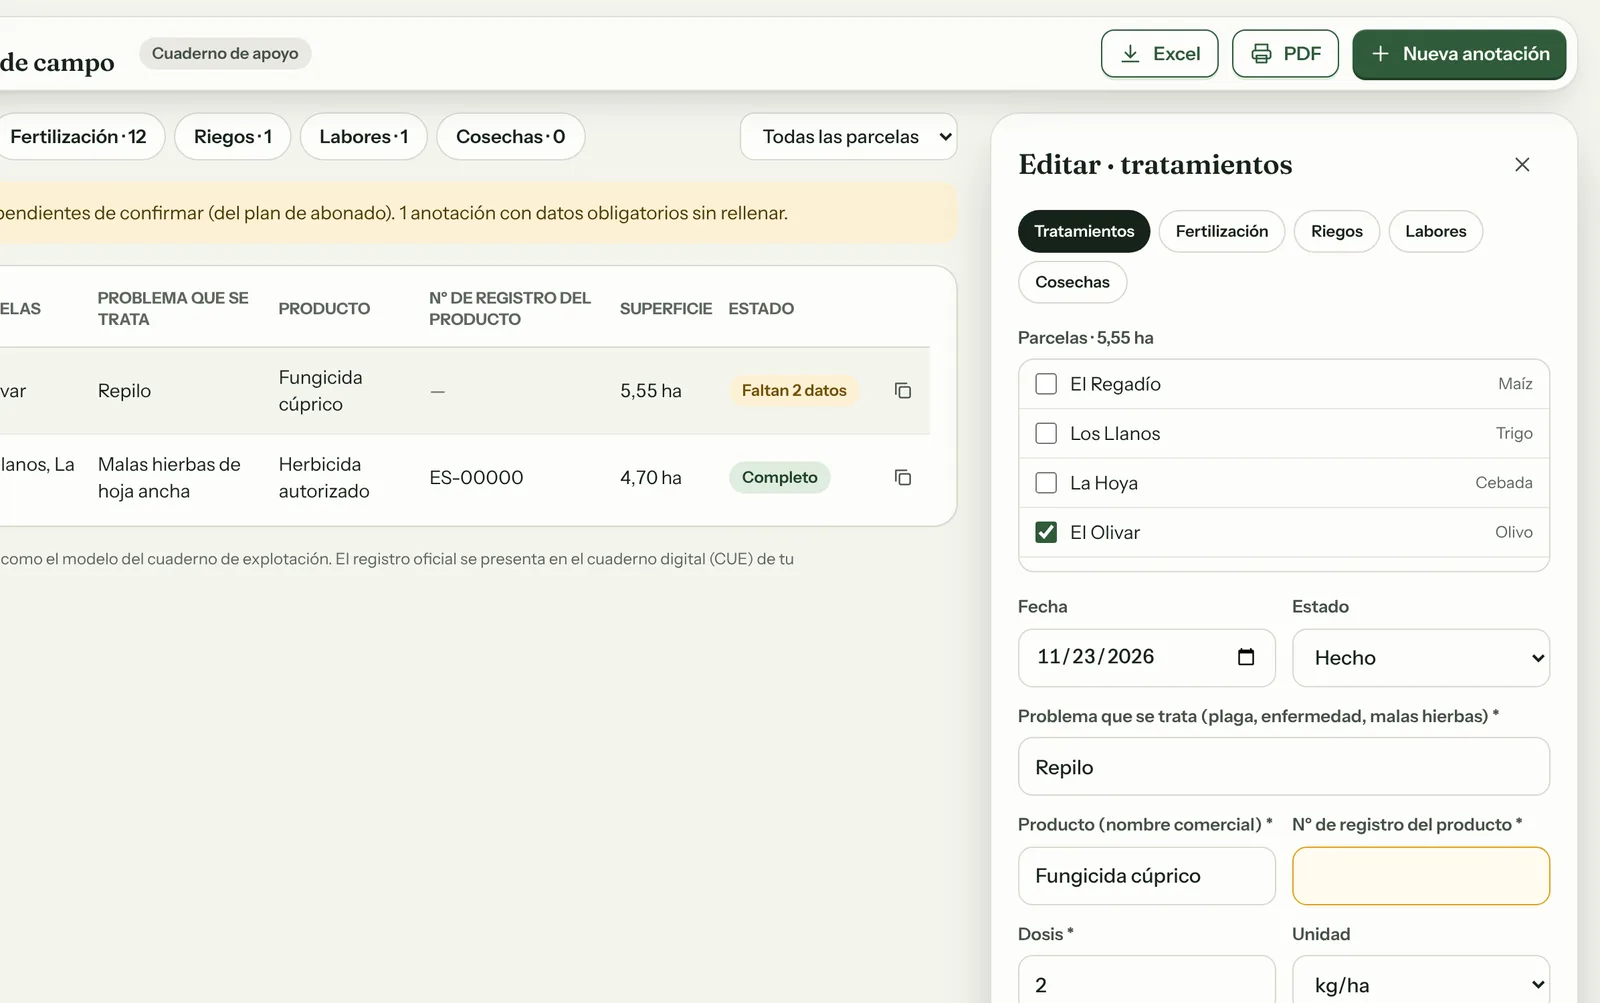 de campo
Cuaderno de apoyo
Excel
PDF
+ Nueva anotación
Fertilización · 12
Riegos · 1
Labores · 1
Cosechas · 0
Todas las parcelas
pendientes de confirmar (del plan de abonado). 1 anotación con datos obligatorios sin rellenar.
ELAS
PROBLEMA QUE SE
TRATA
PRODUCTO
Nº DE REGISTRO DEL
PRODUCTO
SUPERFICIE
ESTADO
var
Repilo
Fungicida
cúprico
—
5,55 ha
Faltan 2 datos
lanos, La
Malas hierbas de
hoja ancha
Herbicida
autorizado
ES-00000
4,70 ha
Completo
como el modelo del cuaderno de explotación. El registro oficial se presenta en el cuaderno digital (CUE) de tu
Editar · tratamientos
Tratamientos
Fertilización
Riegos
Labores
Cosechas
Parcelas · 5,55 ha
El Regadío
Maíz
Los Llanos
Trigo
La Hoya
Cebada
El Olivar
Olivo
Fecha
Estado
11/23/2026
Hecho
Problema que se trata (plaga, enfermedad, malas hierbas) *
Repilo
Producto (nombre comercial) *
Nº de registro del producto *
Fungicida cúprico
Dosis *
Unidad
2
kg/ha